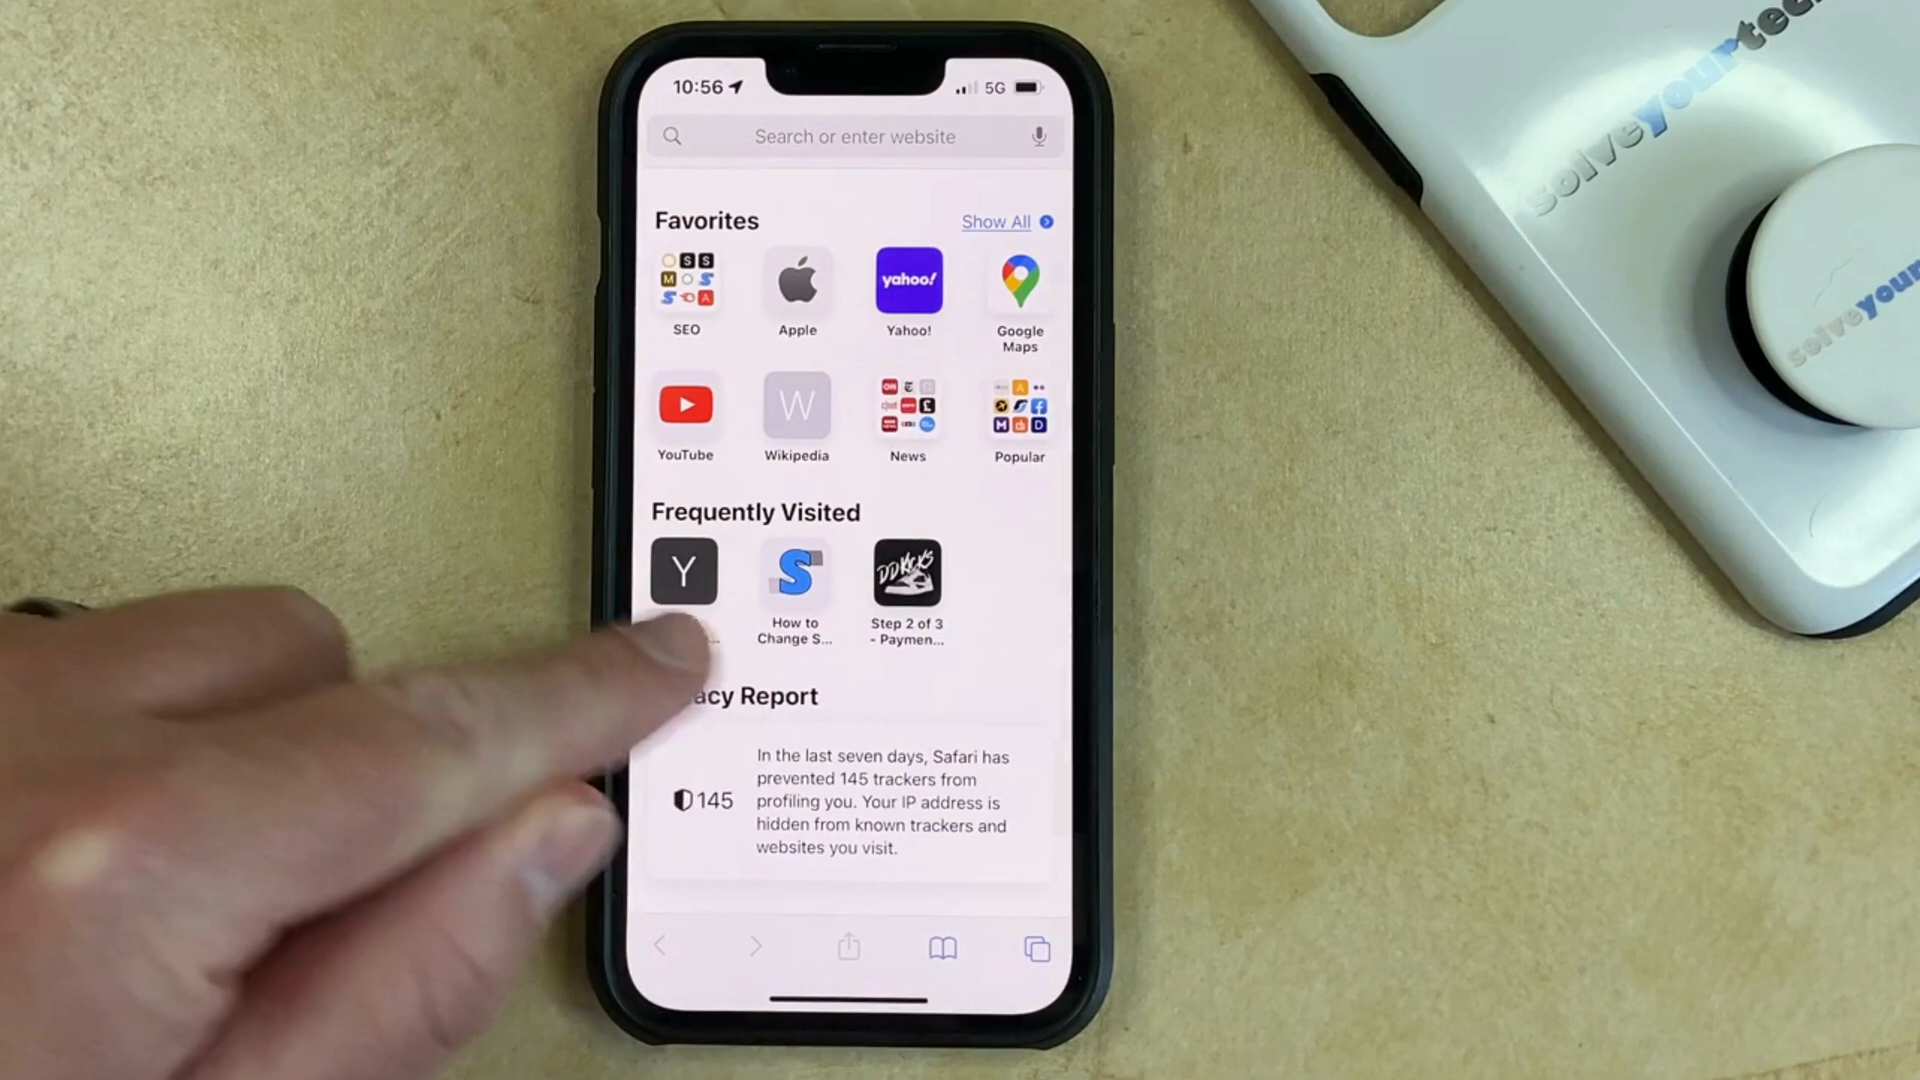 solveyourtech
10:56
5G
Search or enter website
Favorites
Show All
yahoo!
SEO
Apple
Yahoo!
Google
Maps
W
YouTube
Wikipedia
News
Popular
Frequently Visited
Y
S
DDKICKS
How to
Change S...
Step 2 of 3
- Paymen...
acy Report
In the last seven days, Safari has
prevented 145 trackers from
145
profiling you. Your IP address is
hidden from known trackers and
websites you visit.
solveyour